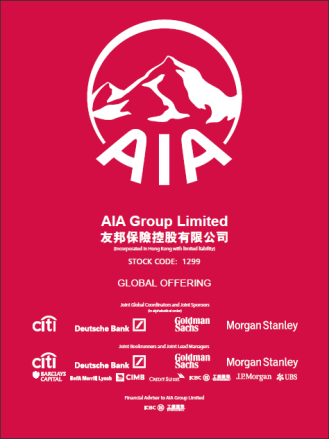 AIA
AIA Group Limited
友邦保險控股有限公司
(Incorporated in Hong Kong with limited liability)
STOCK CODE: 1299
GLOBAL OFFERING
Joint Global Coordinators and Joint Sponsors
(in alphabetical order)
citi Deutsche Bank Goldman Sachs Morgan Stanley
Joint Bookrunners and Joint Lead Managers
citi Deutsche Bank Goldman Sachs Morgan Stanley
BARCLAYS CAPITAL BofA Merrill Lynch CIMB CREDIT SUISSE ICBC 工銀國際 J.P.Morgan UBS
Financial Adviser to AIA Group Limited
ICBC 工銀國際